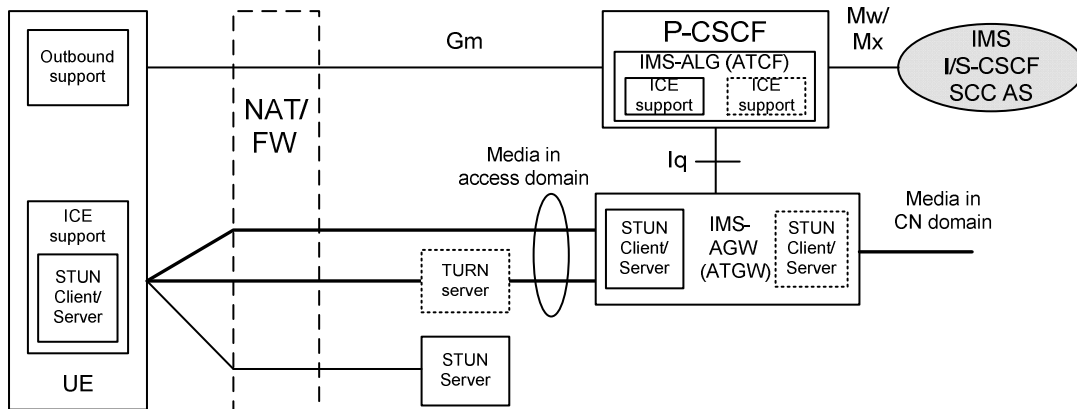 Outbound
support
NAT/
FW
Gm
P-CSCF
IMS-ALG (ATCF)
ICE
support
ICE
support
Mw/
Mx
IMS
I/S-CSCF
SCC AS
Iq
Media in
access domain
ICE
support
STUN
Client/
Server
UE
TURN
server
STUN
Server
STUN
Client/
Server
IMS-
AGW
(ATGW)
STUN
Client/
Server
Media in
CN domain